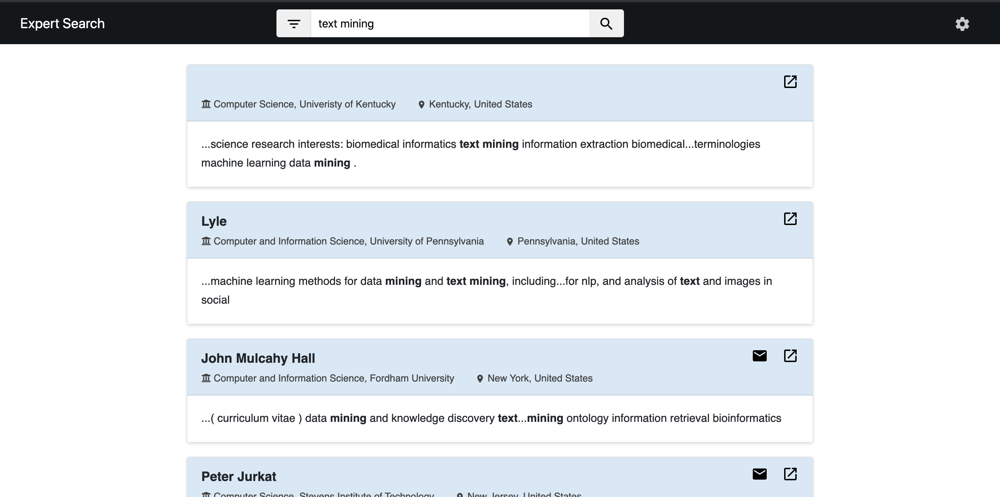 Expert Search
text mining
Computer Science, Univeristy of Kentucky
Kentucky, United States
...science research interests: biomedical informatics text mining information extraction biomedical...terminologies
machine learning data mining .
Lyle
Computer and Information Science, University of Pennsylvania
Pennsylvania, United States
...machine learning methods for data mining and text mining, including...for nlp, and analysis of text and images in
social
John Mulcahy Hall
Computer and Information Science, Fordham University
New York, United States
...( curriculum vitae ) data mining and knowledge discovery text...mining ontology information retrieval bioinformatics
Peter Jurkat
Computer Science, Stevens Institute of Technology
New Jersey, United States